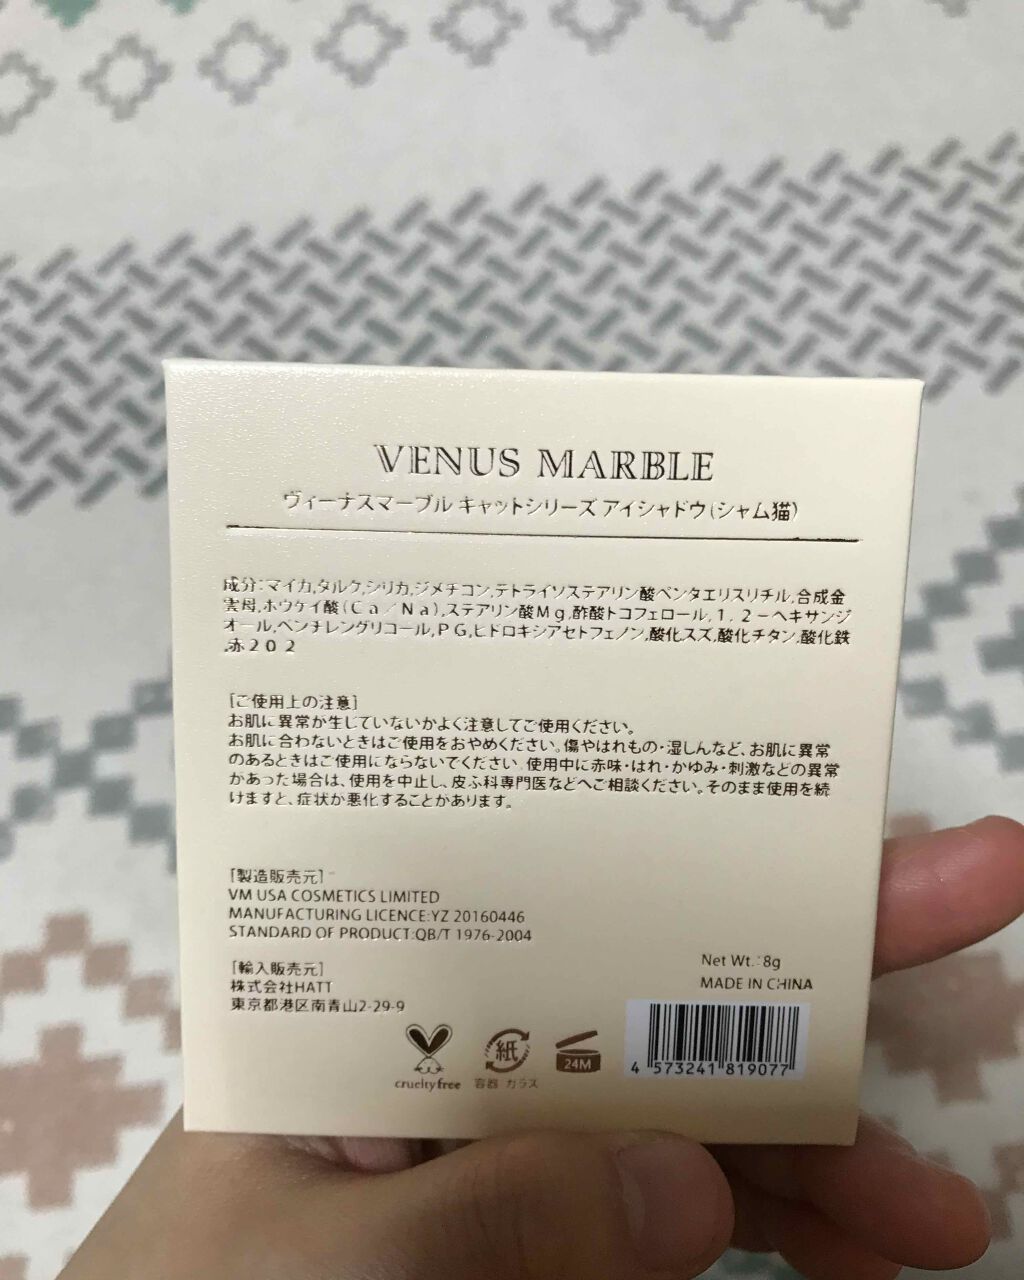 VENUS MARBLE
ヴィーナスマーブル キャットシリーズ アイシャドウ(シャム猫)
成分:マイカ,タルク,シリカ,ジメチコン,テトライソステアリン酸ペンタエリスリチル,合成金
雲母,ホウケイ酸(Ca/Na),ステアリン酸Mg,酢酸トコフェロール,1,2-ヘキサンジ
オール,ペンチレングリコール,PG,ヒドロキシアセトフェノン,酸化スズ,酸化チタン,酸化鉄
,赤202
[ご使用上の注意]
お肌に異常が生じていないかよく注意してご使用ください。
お肌に合わないときはご使用をおやめください。傷やはれもの・湿しんなど、お肌に異常
のあるときはご使用にならないでください.使用中に赤味・はれ・かゆみ・刺激などの異常
があった場合は、使用を中止し、皮ふ科専門医などへご相談ください。そのまま使用を続
けますと、症状が悪化することかあります。
[製造販売元]
VM USA COSMETICS LIMITED
MANUFACTURING LICENCE:YZ 20160446
STANDARD OF PRODUCT:QB/T 1976-2004
[輸入販売元]
株式会社HATT
東京都港区南青山2-29-9
Net Wt.:8g
MADE IN CHINA
紙
24M
cruelty free
容器 ガラス
4 573241 819077